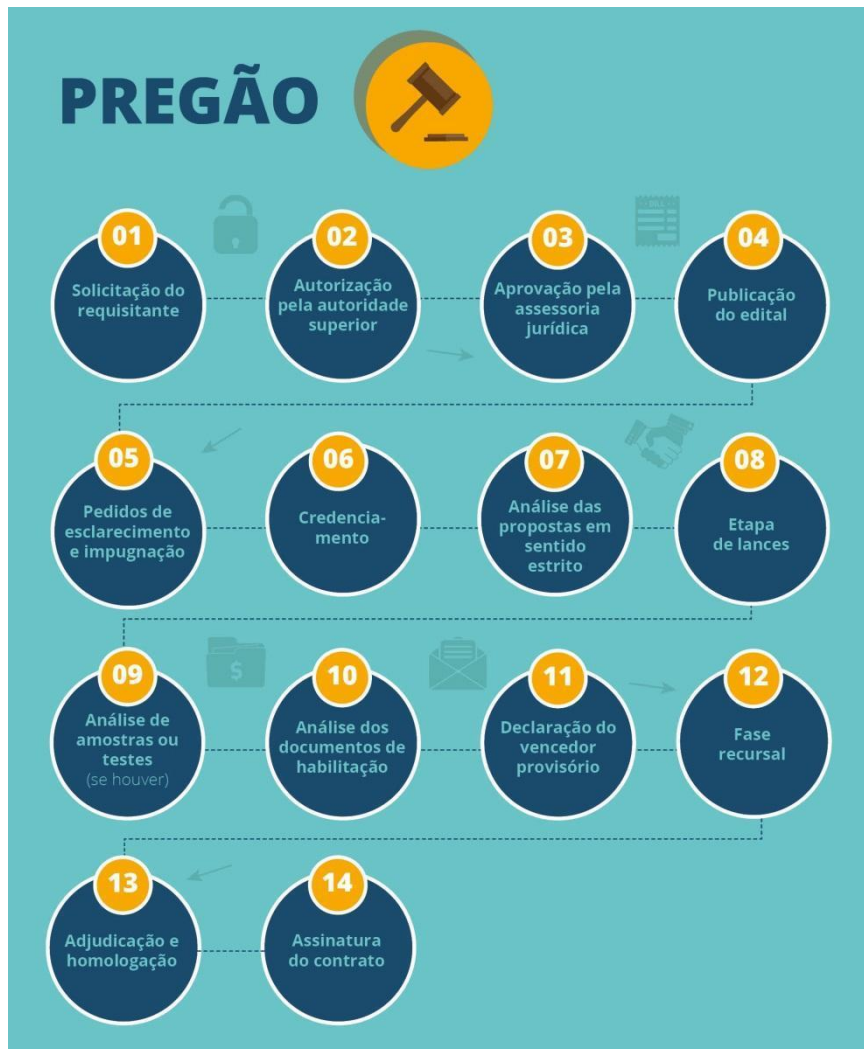 PREGÃO
01
Solicitação do
requisitante
02
Autorização
pela autoridade
superior
03
Aprovação pela
assessoria
jurídica
04
Publicação
do edital
05
Pedidos de
esclarecimento
e impugnação
06
Credencia-
mento
07
Análise das
propostas em
sentido
estrito
08
Etapa
de lances
09
Análise de
amostras ou
testes
(se houver)
10
Análise dos
documentos de
habilitação
11
Declaração do
vencedor
provisório
12
Fase
recursal
13
Adjudicação e
homologação
14
Assinatura
do contrato